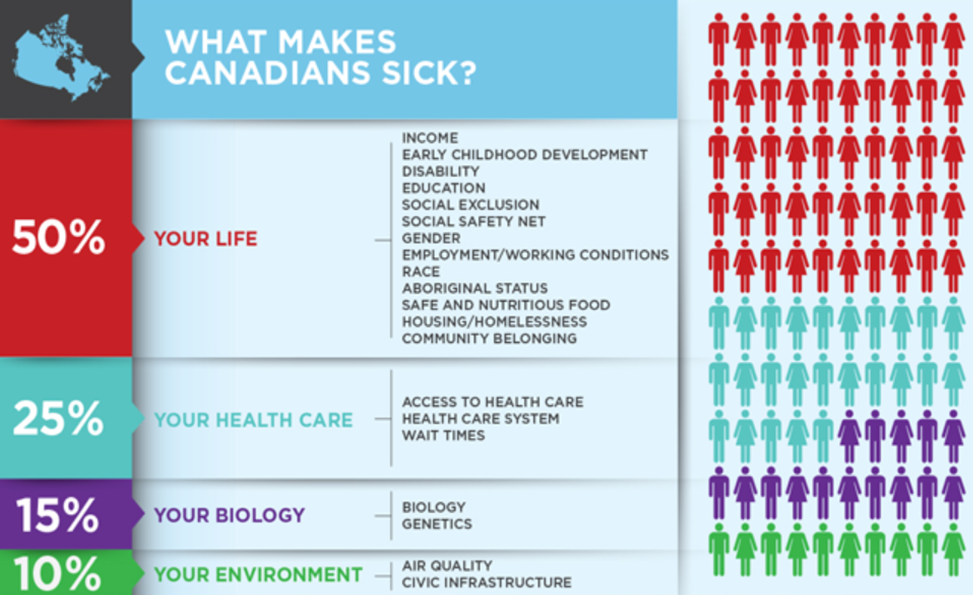 WHAT MAKES
CANADIANS SICK?
50%
YOUR LIFE
INCOME
EARLY CHILDHOOD DEVELOPMENT
DISABILITY
EDUCATION
SOCIAL EXCLUSION
SOCIAL SAFETY NET
GENDER
EMPLOYMENT/WORKING CONDITIONS
RACE
ABORIGINAL STATUS
SAFE AND NUTRITIOUS FOOD
HOUSING/HOMELESSNESS
COMMUNITY BELONGING
25%
YOUR HEALTH CARE
ACCESS TO HEALTH CARE
HEALTH CARE SYSTEM
WAIT TIMES
15%
YOUR BIOLOGY
BIOLOGY
GENETICS
10%
YOUR ENVIRONMENT
AIR QUALITY
CIVIC INFRASTRUCTURE